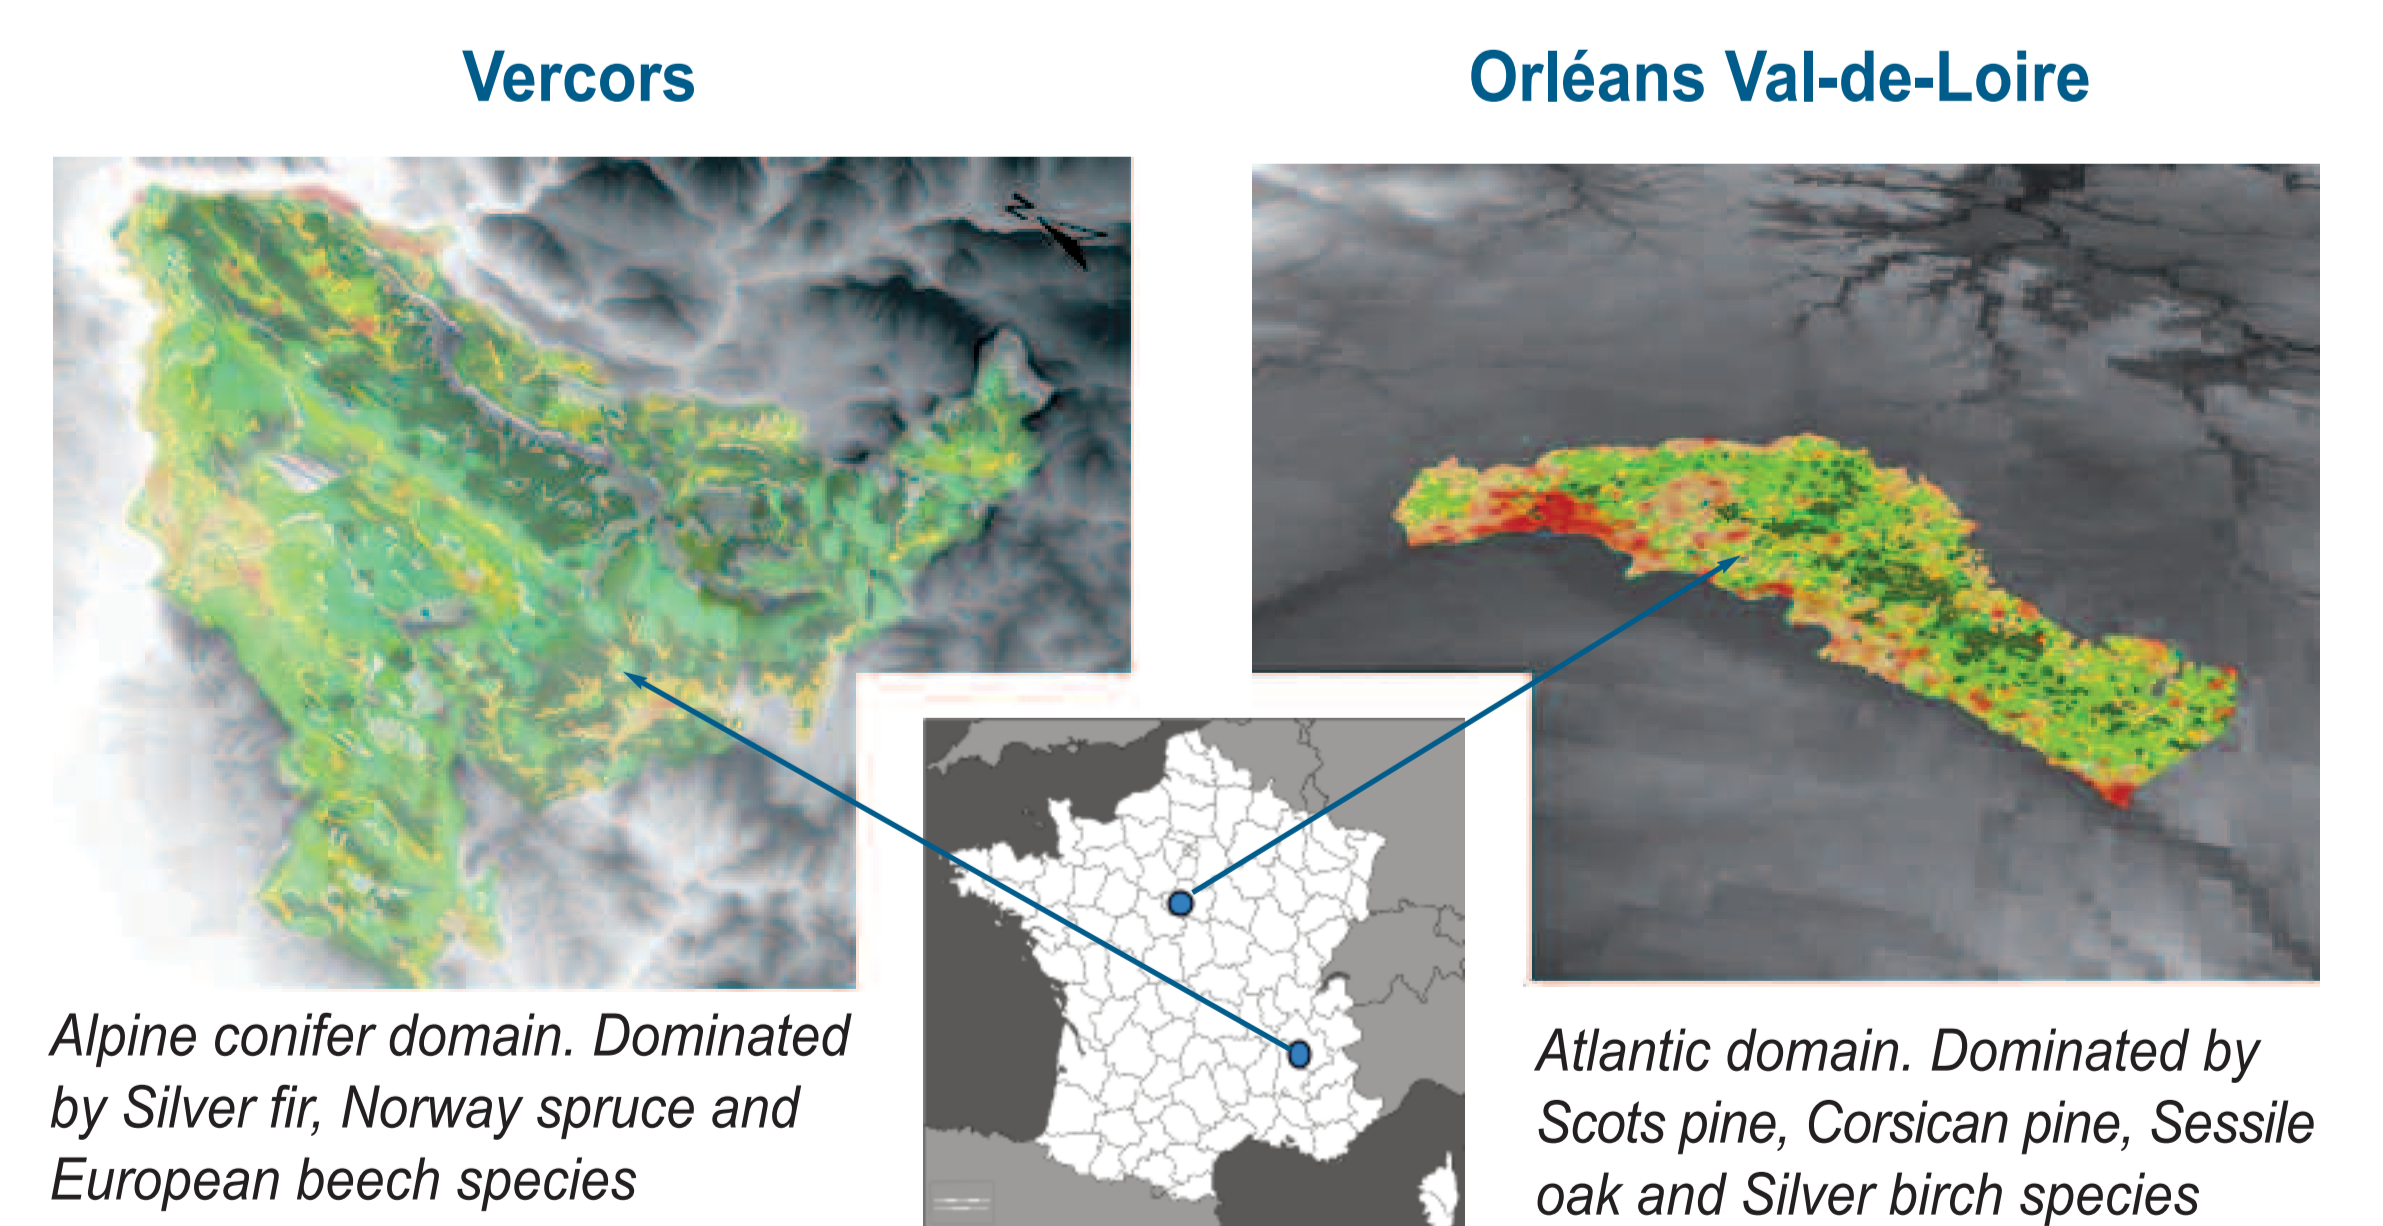 Vercors
Orléans Val-de-Loire
N
Alpine conifer domain. Dominated
by Silver fir, Norway spruce and
European beech species
Atlantic domain. Dominated by
Scots pine, Corsican pine, Sessile
oak and Silver birch species